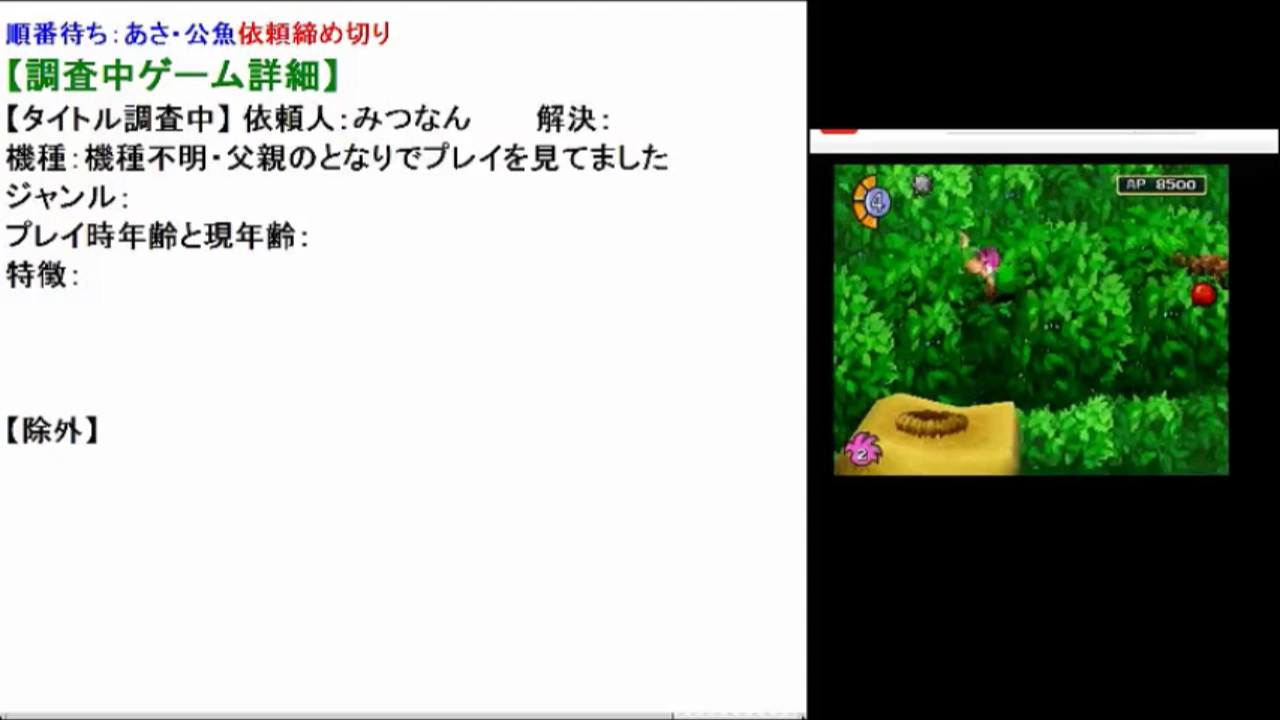 順番待ち：あさ・公魚依頼締め切り
【調査中ゲーム詳細】
【タイトル調査中】依頼人：みつなん　　解決：
機種：機種不明・父親のとなりでプレイを見てました
ジャンル：
プレイ時年齢と現年齢：
特徴：
【除外】
4
AP 8500
2